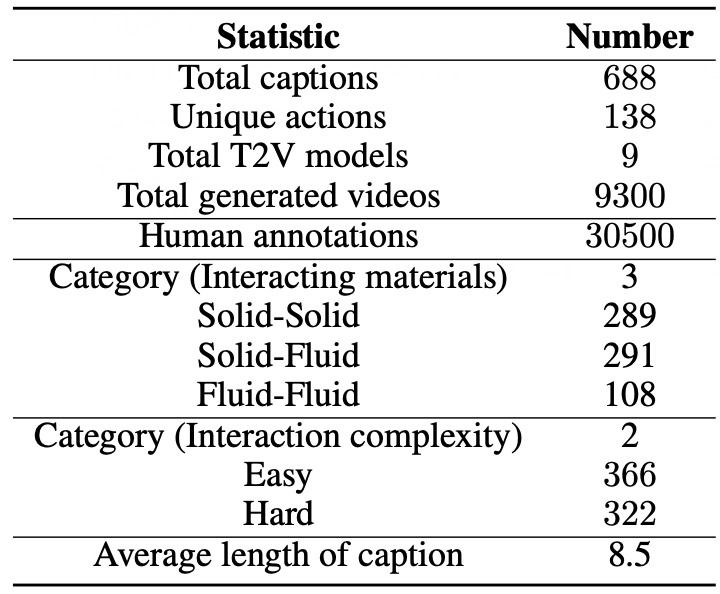 Statistic Number
Total captions 688
Unique actions 138
Total T2V models 9
Total generated videos 9300
Human annotations 30500
Category (Interacting materials) 3
Solid-Solid 289
Solid-Fluid 291
Fluid-Fluid 108
Category (Interaction complexity) 2
Easy 366
Hard 322
Average length of caption 8.5